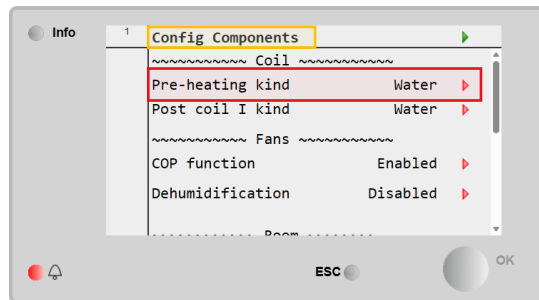 Info
1 Config Components
~~~~~~~~~~~ Coil ~~~~~~~~~~~
Pre-heating kind Water
Post coil I kind Water
~~~~~~~~~~~ Fans ~~~~~~~~~~~
COP function Enabled
Dehumidification Disabled
Room
ESC
OK